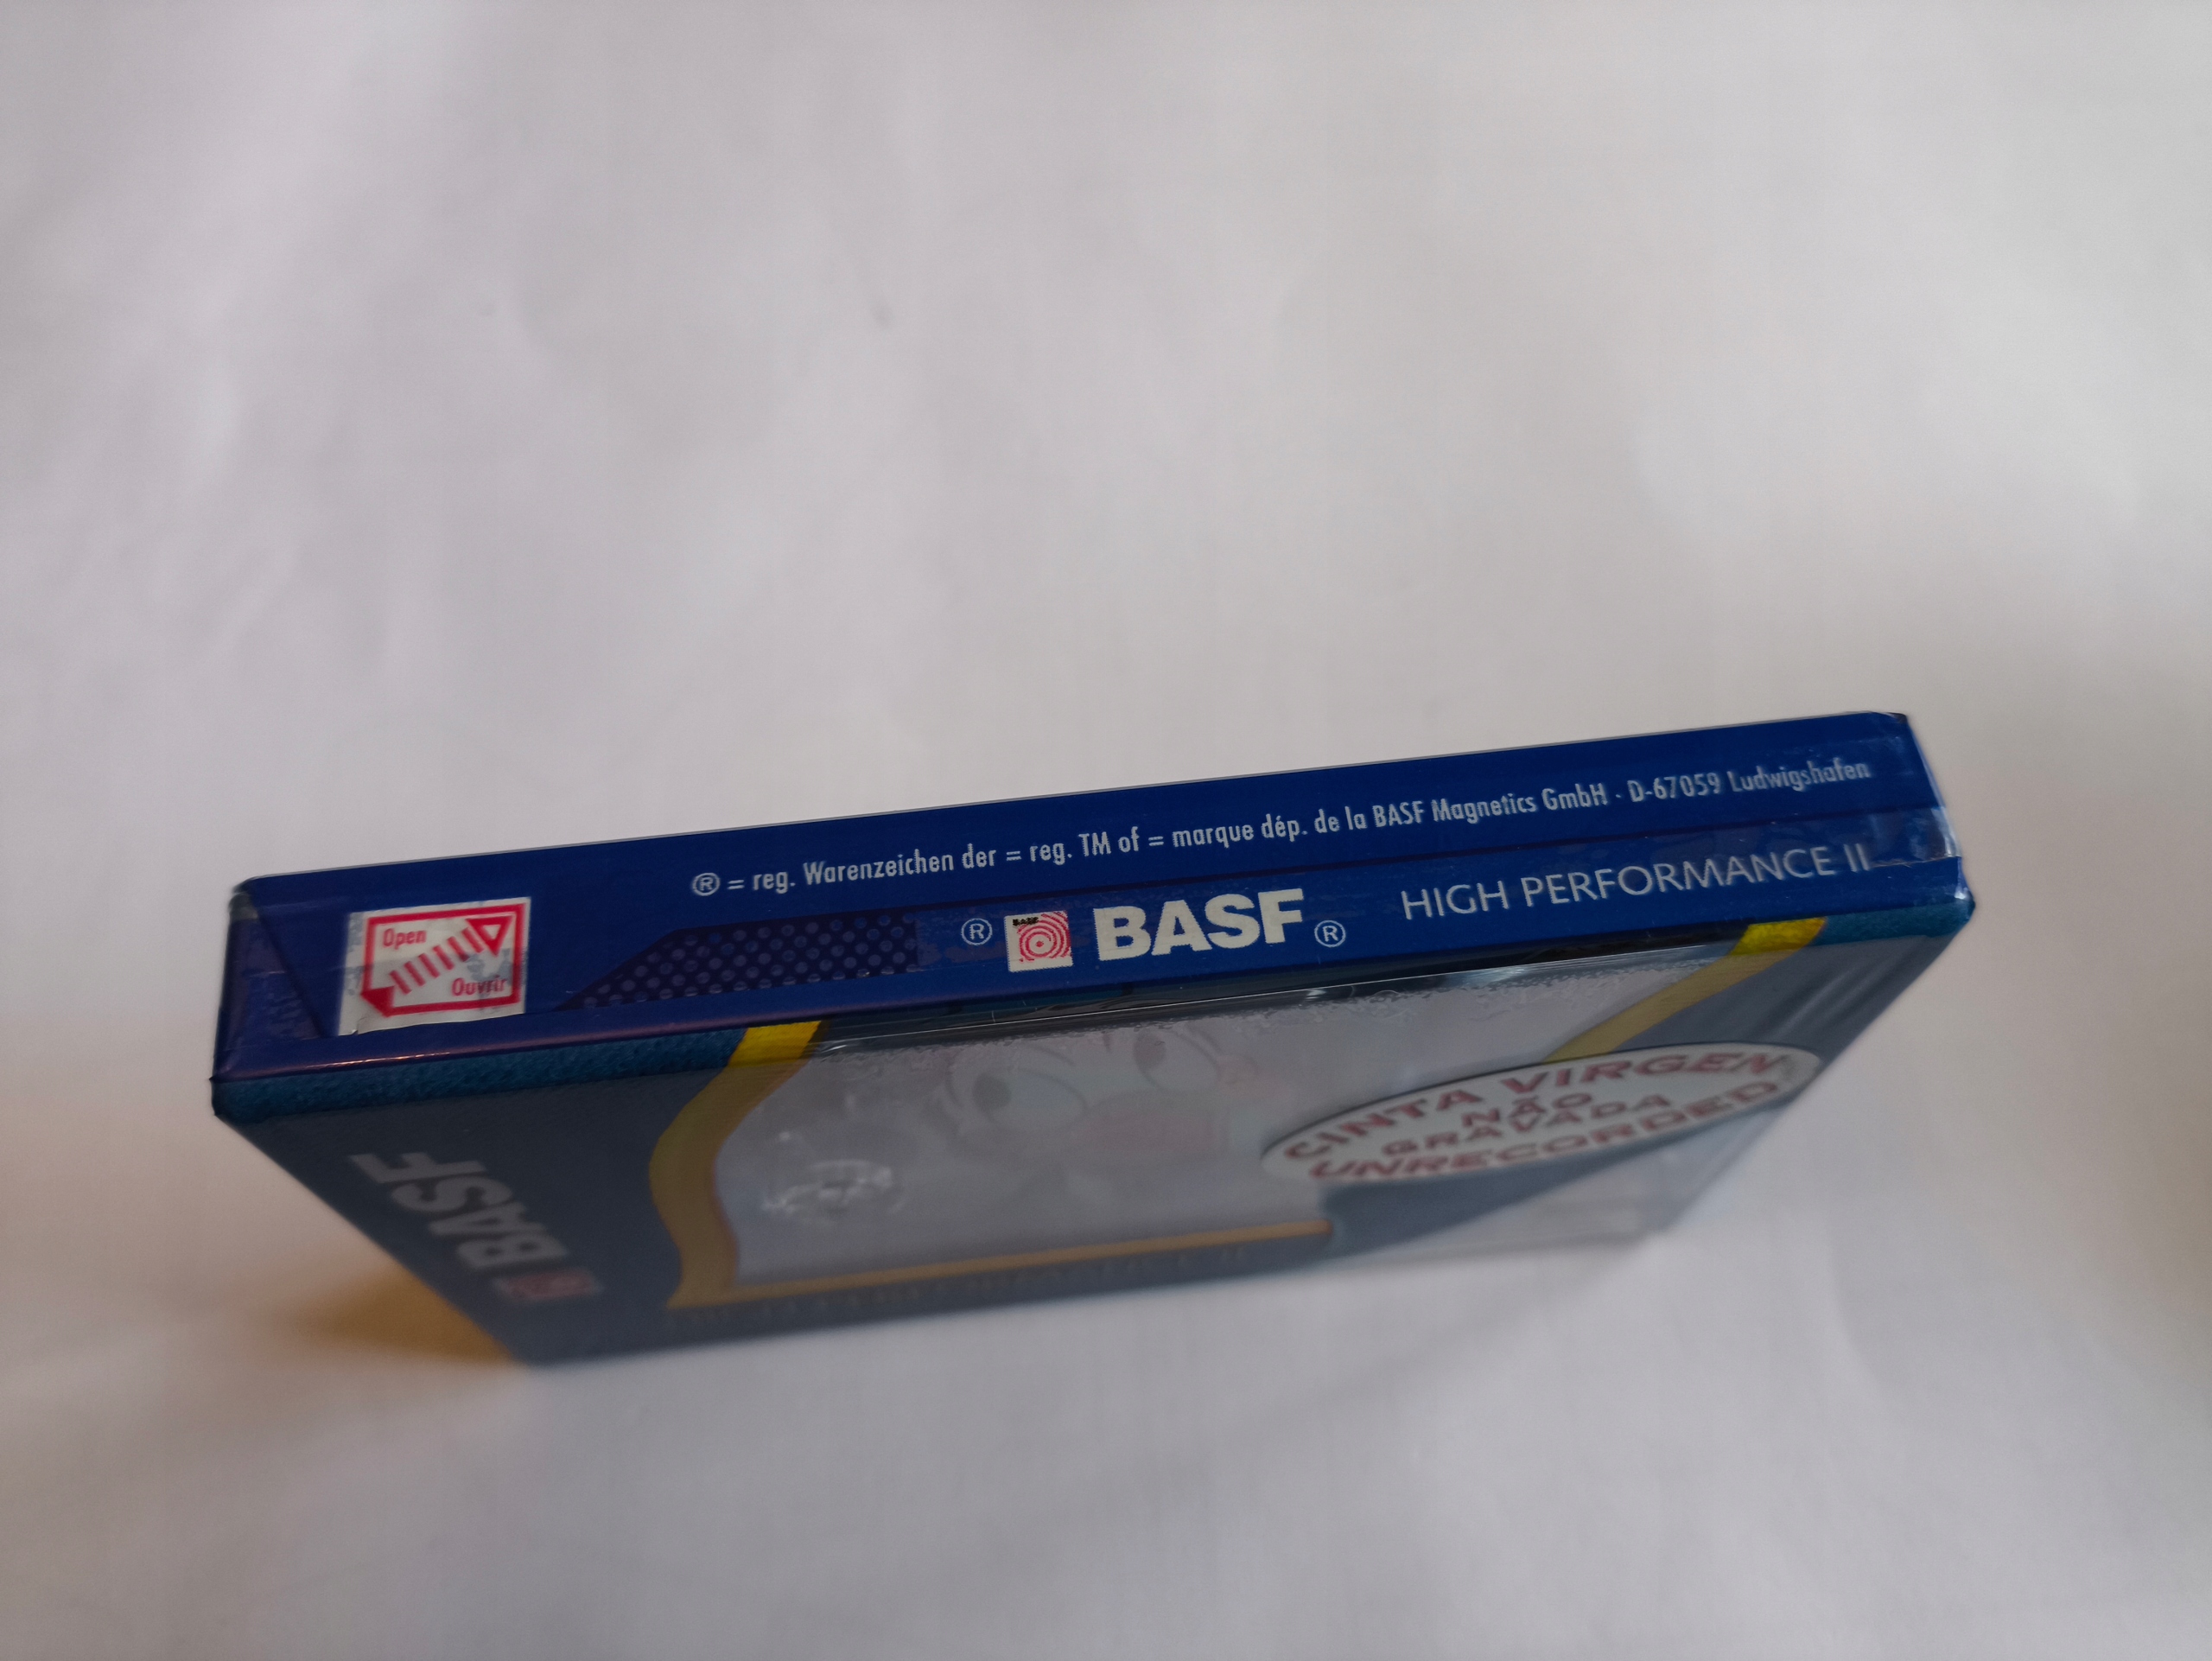 ® = reg. Warenzeichen der = reg. TM of = marque dép. de la BASF Magnetics GmbH · D-67059 Ludwigshafen
Open
Ouvrir
® BASF BASF® HIGH PERFORMANCE II
CINTA VIRGEN
NÃO
GRAVADA
UNRECORDED
BASF